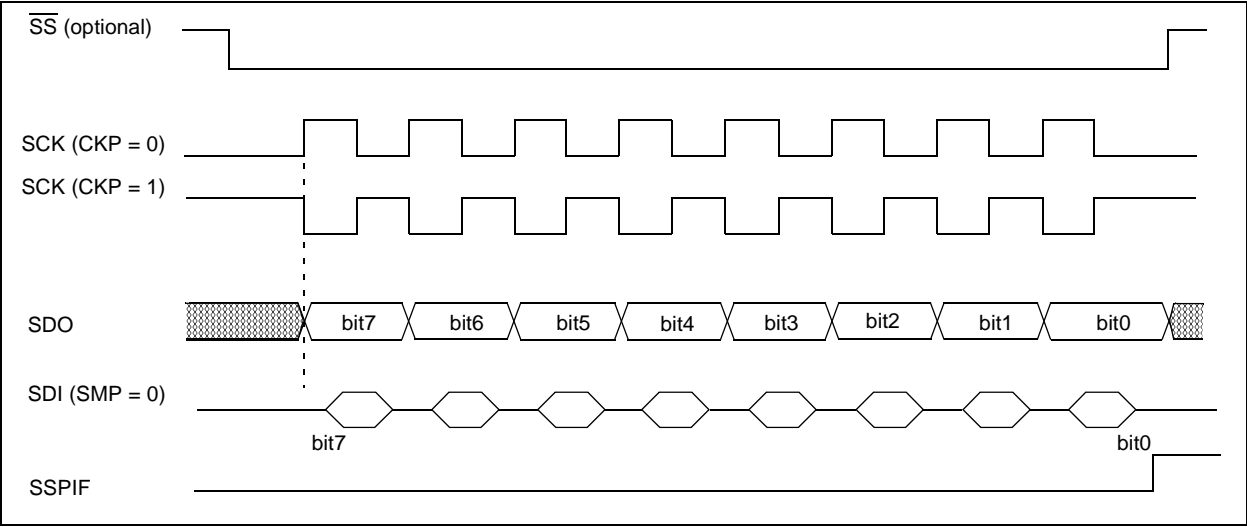 S̅S̅ (optional)
SCK (CKP = 0)
SCK (CKP = 1)
SDO bit7 bit6 bit5 bit4 bit3 bit2 bit1 bit0
SDI (SMP = 0)
bit7 bit0
SSPIF